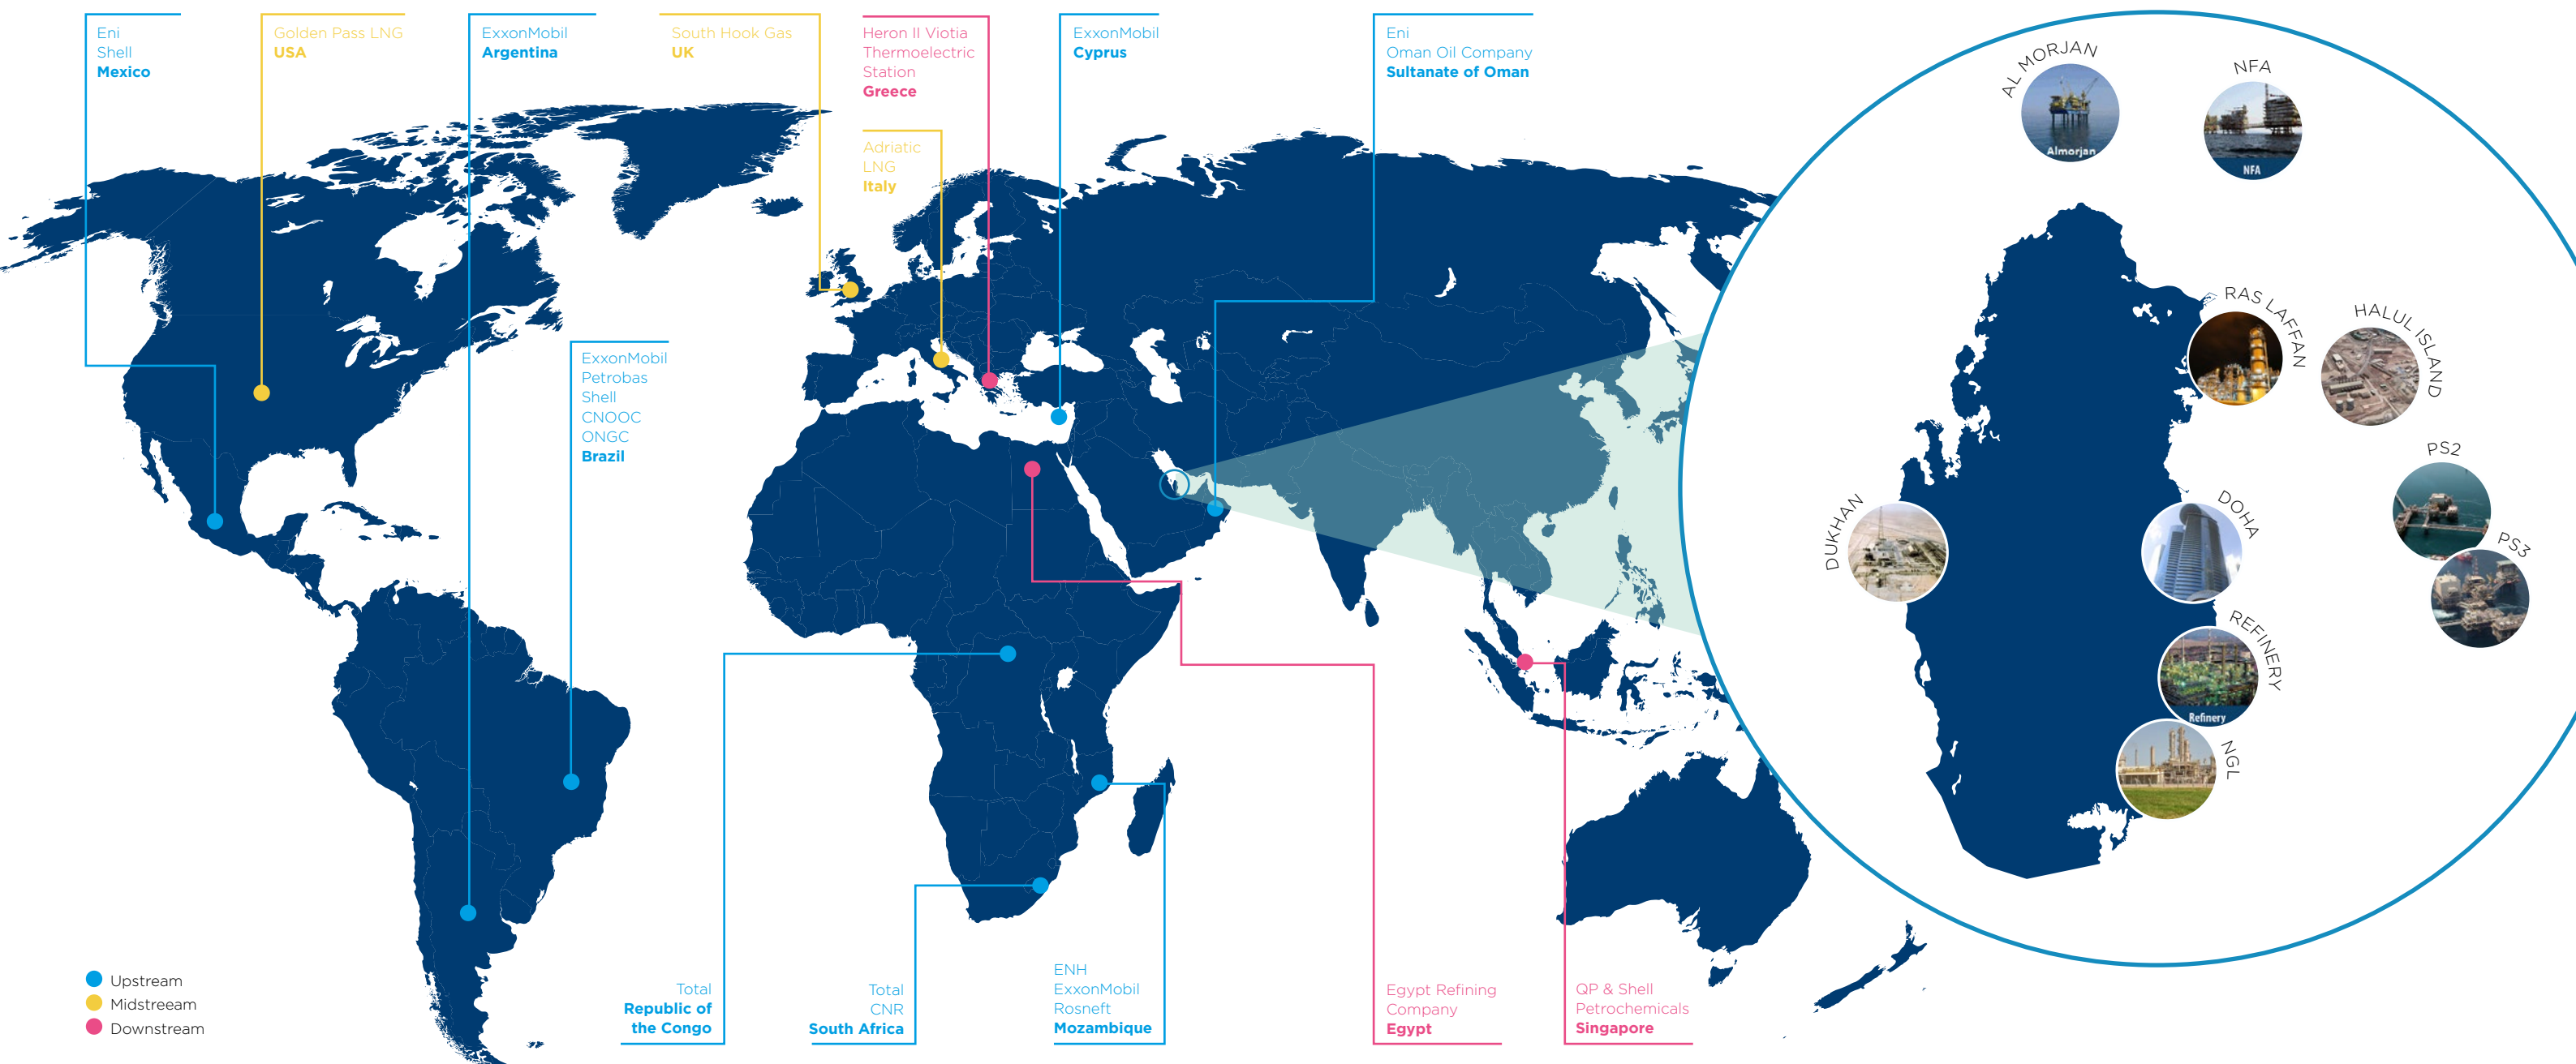 Eni
Shell
Mexico
Golden Pass LNG
USA
ExxonMobil
Argentina
South Hook Gas
UK
Heron II Viotia
Thermoelectric
Station
Greece
Adriatic
LNG
Italy
ExxonMobil
Cyprus
Eni
Oman Oil Company
Sultanate of Oman
ExxonMobil
Petrobas
Shell
CNOOC
ONGC
Brazil
Total
Republic of
the Congo
Total
CNR
South Africa
ENH
ExxonMobil
Rosneft
Mozambique
Egypt Refining
Company
Egypt
QP & Shell
Petrochemicals
Singapore
Upstream
Midstreeam
Downstream
AL MORJAN
Almorjan
NFA
NFA
RAS LAFFAN
HALUL ISLAND
PS2
PS3
DUKHAN
DOHA
REFINERY
Refinery
NGL